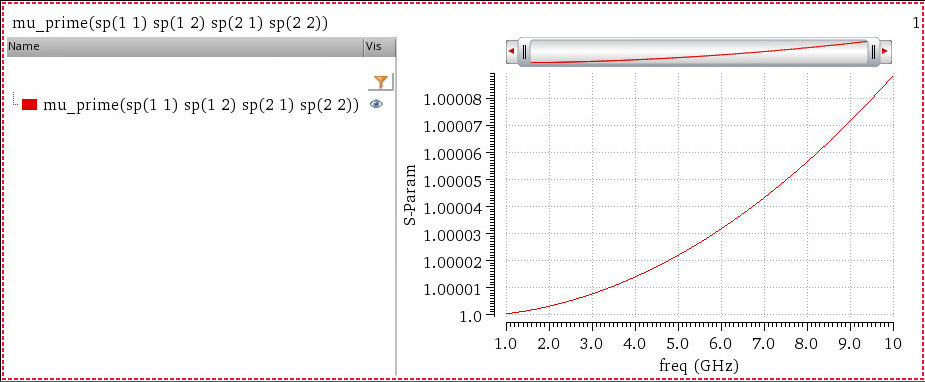 mu_prime(sp(1 1) sp(1 2) sp(2 1) sp(2 2))
1
Name
Vis
mu_prime(sp(1 1) sp(1 2) sp(2 1) sp(2 2))
S-Param
1.00008
1.00007
1.00006
1.00005
1.00004
1.00003
1.00002
1.00001
1.0
1.0 2.0 3.0 4.0 5.0 6.0 7.0 8.0 9.0 10
freq (GHz)